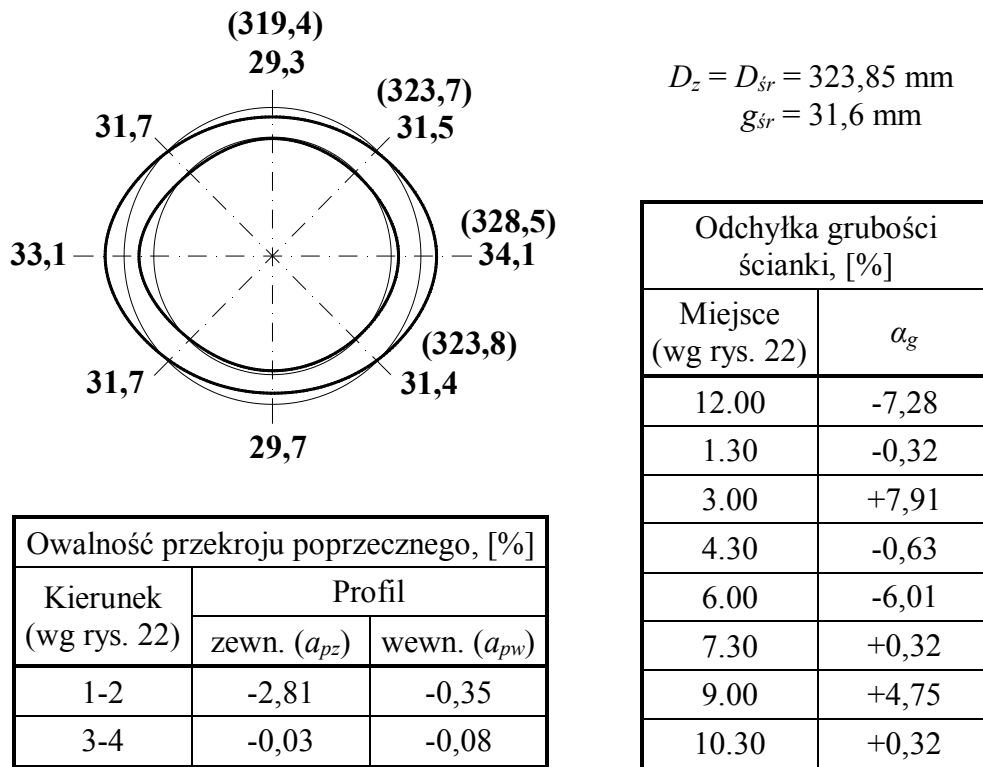 (319,4)
29,3
(323,7)
31,7
31,5
(328,5)
33,1
34,1
(323,8)
31,7
31,4
29,7
D_z = D_śr = 323,85 mm
g_śr = 31,6 mm
Owalność przekroju poprzecznego, [%]
Kierunek (wg rys. 22) Profil
zewn. (a_pz) wewn. (a_pw)
1-2 -2,81 -0,35
3-4 -0,03 -0,08
Odchyłka grubości
ścianki, [%]
Miejsce
(wg rys. 22) α_g
12.00 -7,28
1.30 -0,32
3.00 +7,91
4.30 -0,63
6.00 -6,01
7.30 +0,32
9.00 +4,75
10.30 +0,32